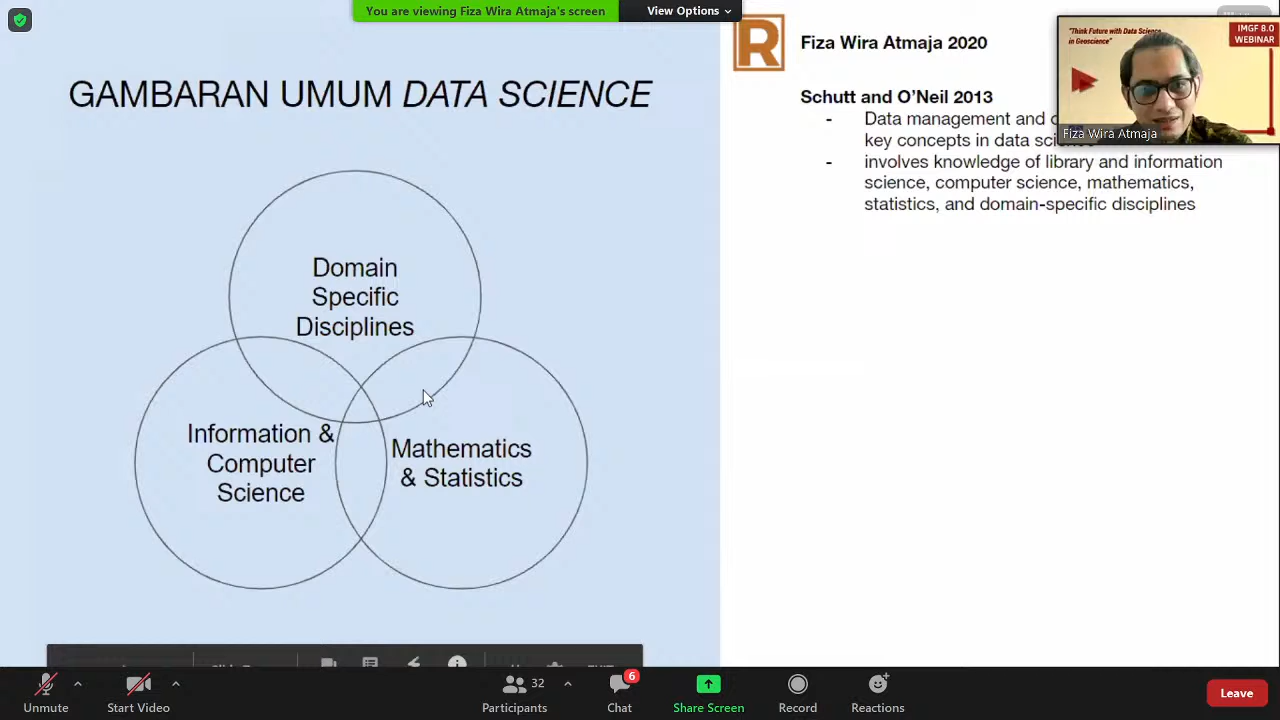 You are viewing Fiza Wira Atmaja's screen
View Options
GAMBARAN UMUM DATA SCIENCE
Domain
Specific
Disciplines
Information &
Computer
Science
Mathematics
& Statistics
R
Fiza Wira Atmaja 2020
Schutt and O'Neil 2013
- Data management and
key concepts in data science
- involves knowledge of library and information
science, computer science, mathematics,
statistics, and domain-specific disciplines
"Think Future with Data Science
in Geoscience"
IMGF 8.0
WEBINAR
Fiza Wira Atmaja
Unmute
Start Video
32
Participants
6
Chat
Share Screen
Record
Reactions
Leave